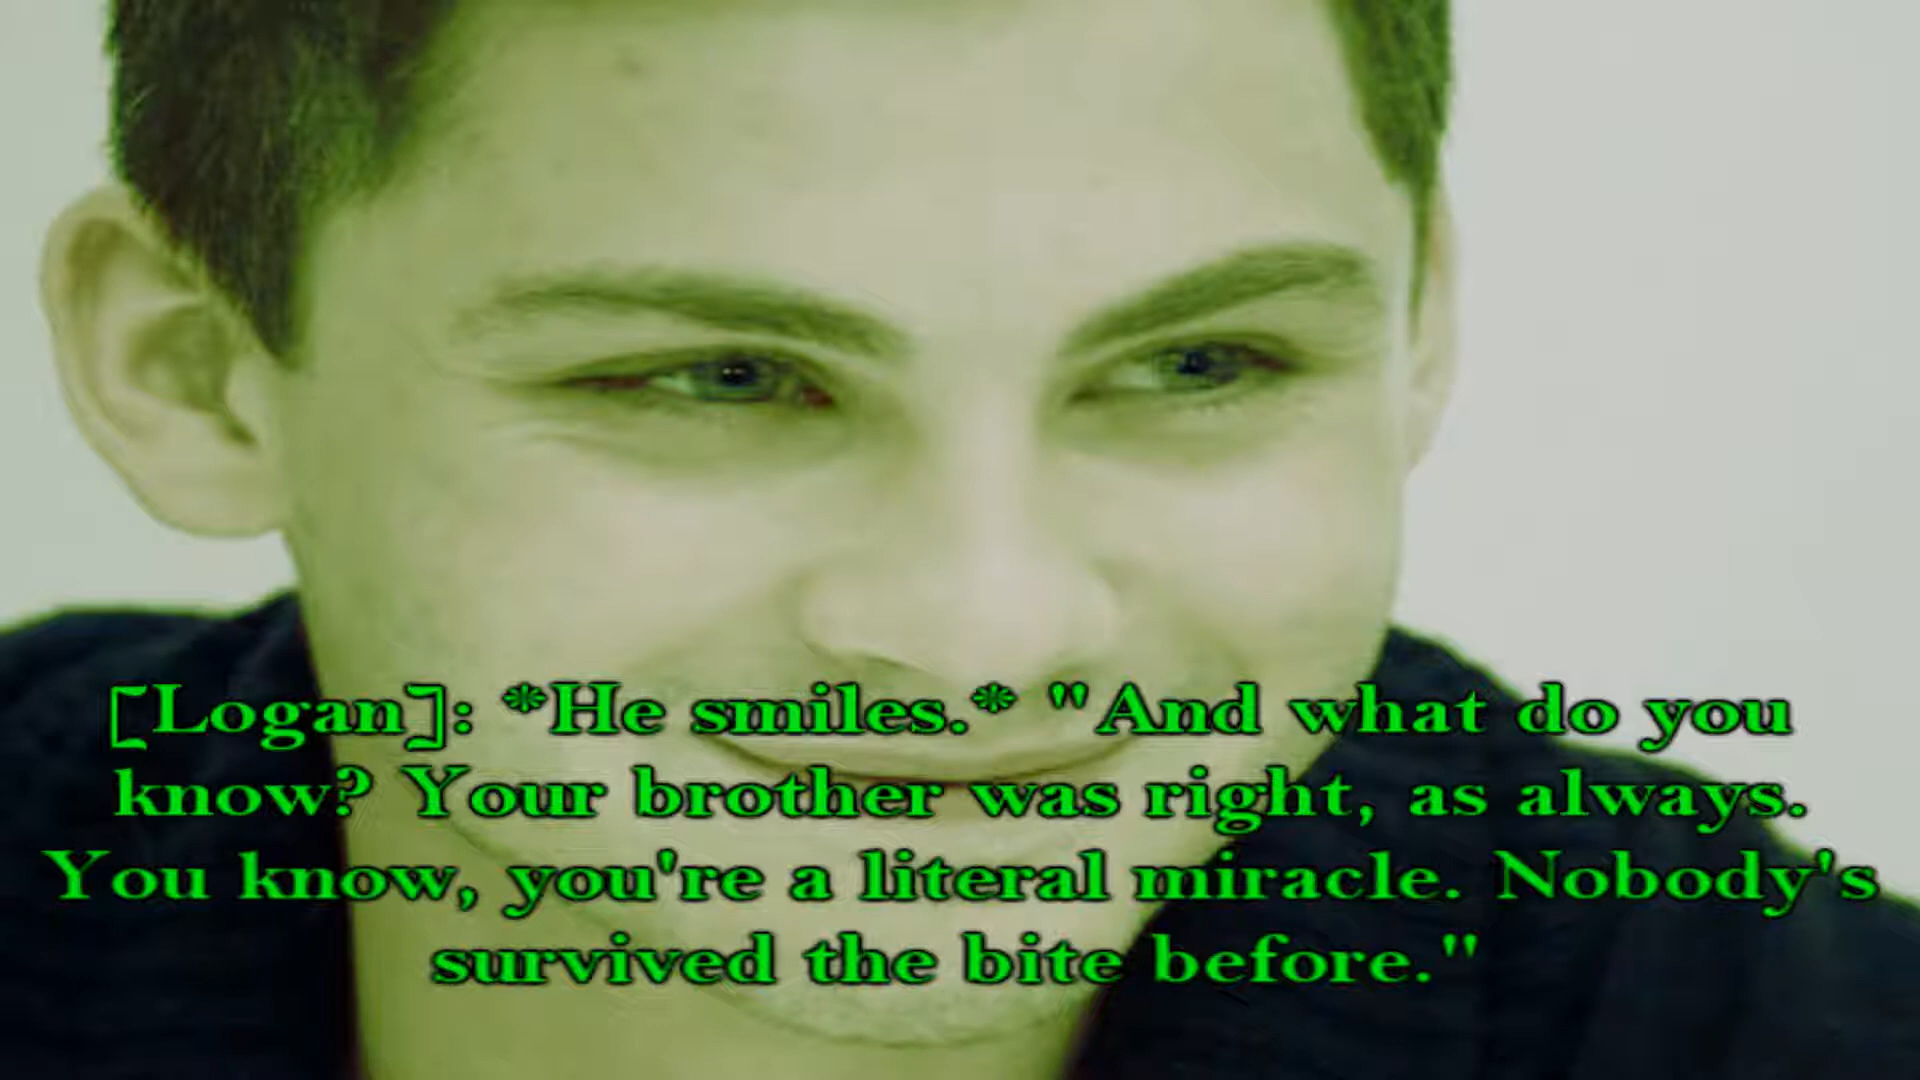 [Logan]: *He smiles.* "And what do you
know? Your brother was right, as always.
You know, you're a literal miracle. Nobody's
survived the bite before."